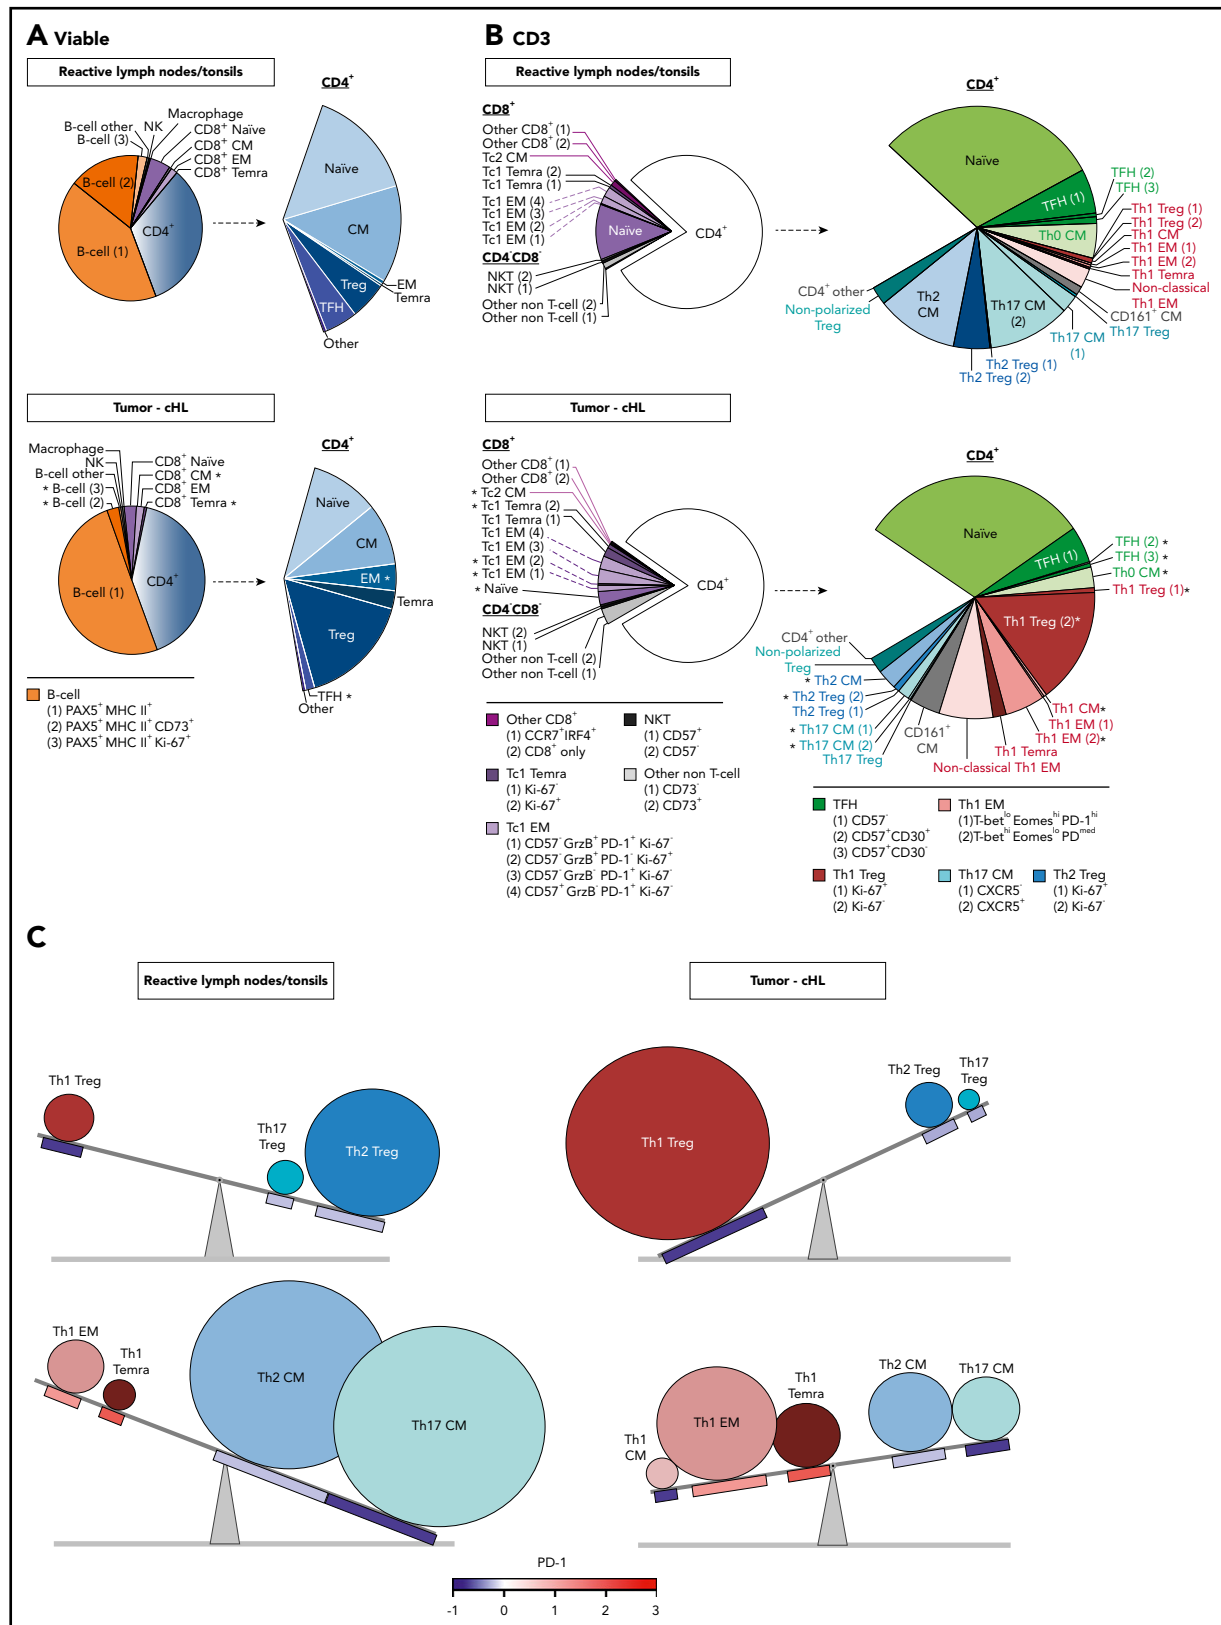 A Viable
Reactive lymph nodes/tonsils
CD4+
B-cell other
B-cell (3)
NK
Macrophage
CD8+ Naïve
CD8+ CM
CD8+ EM
CD8+ Temra
B-cell (2)
B-cell (1)
CD4+
Naïve
CM
EM
Temra
Treg
TFH
Other
Tumor - cHL
CD4+
Macrophage
NK
B-cell other
* B-cell (3)
* B-cell (2)
CD8+ Naïve
CD8+ CM *
CD8+ EM
CD8+ Temra *
B-cell (1)
CD4+
Naïve
CM
EM *
Temra
Treg
TFH *
Other
B-cell
(1) PAX5+ MHC II+
(2) PAX5+ MHC II+ CD73+
(3) PAX5+ MHC II+ Ki-67+
B CD3
Reactive lymph nodes/tonsils
CD8+
Other CD8+ (1)
Other CD8+ (2)
Tc2 CM
Tc1 Temra (2)
Tc1 Temra (1)
Tc1 EM (4)
Tc1 EM (3)
Tc1 EM (2)
Tc1 EM (1)
Naïve
CD4-CD8-
NKT (2)
NKT (1)
Other non T-cell (2)
Other non T-cell (1)
CD4+
CD4+
Naïve
TFH (1)
TFH (2)
TFH (3)
Th0 CM
Th1 Treg (1)
Th1 Treg (2)
Th1 CM
Th1 EM (1)
Th1 EM (2)
Th1 Temra
Non-classical
Th1 EM
CD161+ CM
Th17 Treg
Th17 CM
(1)
Th17 CM
(2)
Th2 Treg (1)
Th2 Treg (2)
Th2
CM
CD4+ other
Non-polarized
Treg
Tumor - cHL
CD8+
Other CD8+ (1)
Other CD8+ (2)
* Tc2 CM
* Tc1 Temra (2)
Tc1 Temra (1)
Tc1 EM (4)
Tc1 EM (3)
* Tc1 EM (2)
* Tc1 EM (1)
* Naïve
CD4-CD8-
NKT (2)
NKT (1)
Other non T-cell (2)
Other non T-cell (1)
CD4+
CD4+
Naïve
TFH (1)
TFH (2) *
TFH (3) *
Th0 CM *
Th1 Treg (1)*
Th1 Treg (2)*
Th1 CM*
Th1 EM (1)
Th1 EM (2)*
Th1 Temra
Non-classical Th1 EM
CD161+
CM
CD4+ other
Non-polarized
Treg
* Th2 CM
* Th2 Treg (2)
Th2 Treg (1)
* Th17 CM (1)
* Th17 CM (2)
Th17 Treg
Other CD8+
(1) CCR7+IRF4+
(2) CD8+ only
Tc1 Temra
(1) Ki-67-
(2) Ki-67+
Tc1 EM
(1) CD57- GrzB+ PD-1+ Ki-67-
(2) CD57- GrzB+ PD-1- Ki-67+
(3) CD57- GrzB- PD-1+ Ki-67-
(4) CD57+ GrzB- PD-1+ Ki-67-
NKT
(1) CD57+
(2) CD57-
Other non T-cell
(1) CD73-
(2) CD73+
TFH
(1) CD57-
(2) CD57+CD30+
(3) CD57+CD30-
Th1 EM
(1)T-betlo Eomeshi PD-1hi
(2)T-bethi Eomeslo PDmed
Th1 Treg
(1) Ki-67+
(2) Ki-67-
Th17 CM
(1) CXCR5-
(2) CXCR5+
Th2 Treg
(1) Ki-67+
(2) Ki-67-
C
Reactive lymph nodes/tonsils
Tumor - cHL
Th1 Treg
Th17
Treg
Th2 Treg
Th1 Treg
Th2 Treg
Th17
Treg
Th1 EM
Th1
Temra
Th2 CM
Th17 CM
Th1
CM
Th1 EM
Th1
Temra
Th2 CM
Th17 CM
PD-1
-1 0 1 2 3